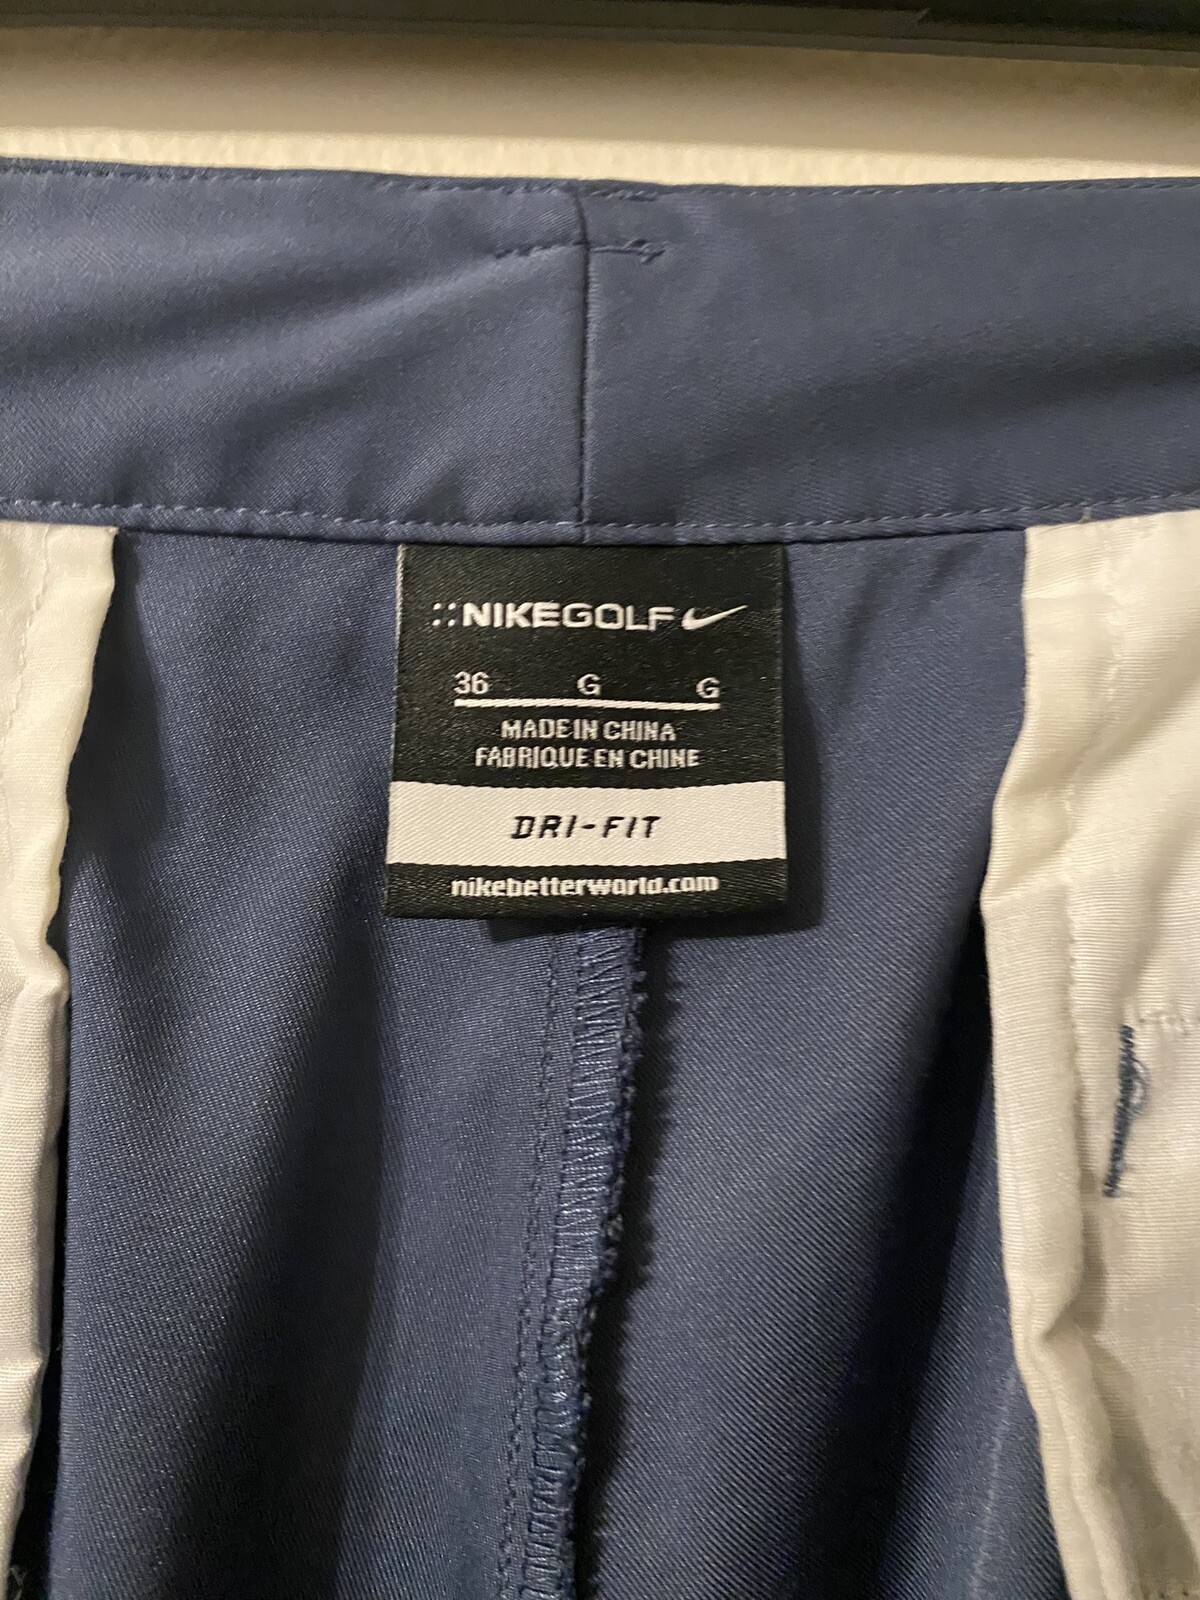 NIKEGOLF
36 G G
MADE IN CHINA
FABRIQUE EN CHINE
DRI-FIT
nikebetterworld.com